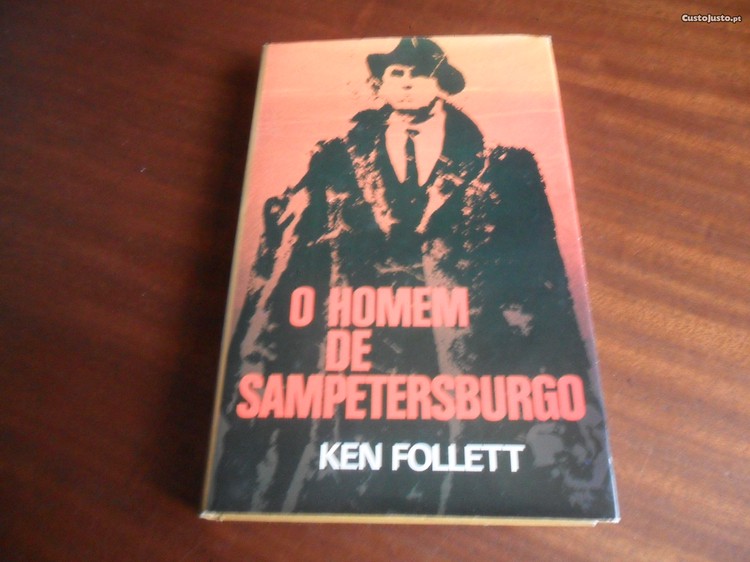 CustoJusto.pt
O HOMEM
DE
SAMPETERSBURGO
KEN FOLLETT